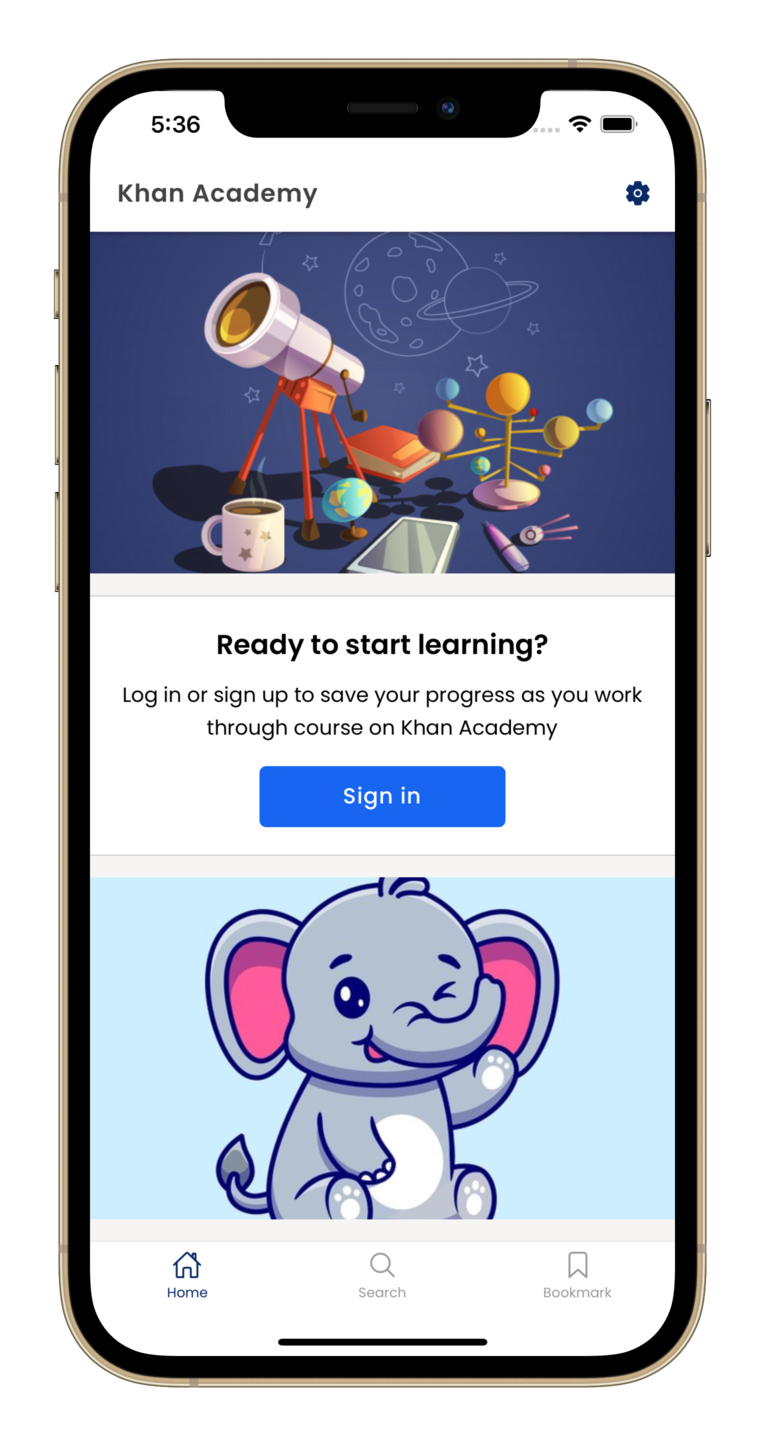 5:36
Khan Academy
Ready to start learning?
Log in or sign up to save your progress as you work
through course on Khan Academy
Sign in
Home
Search
Bookmark